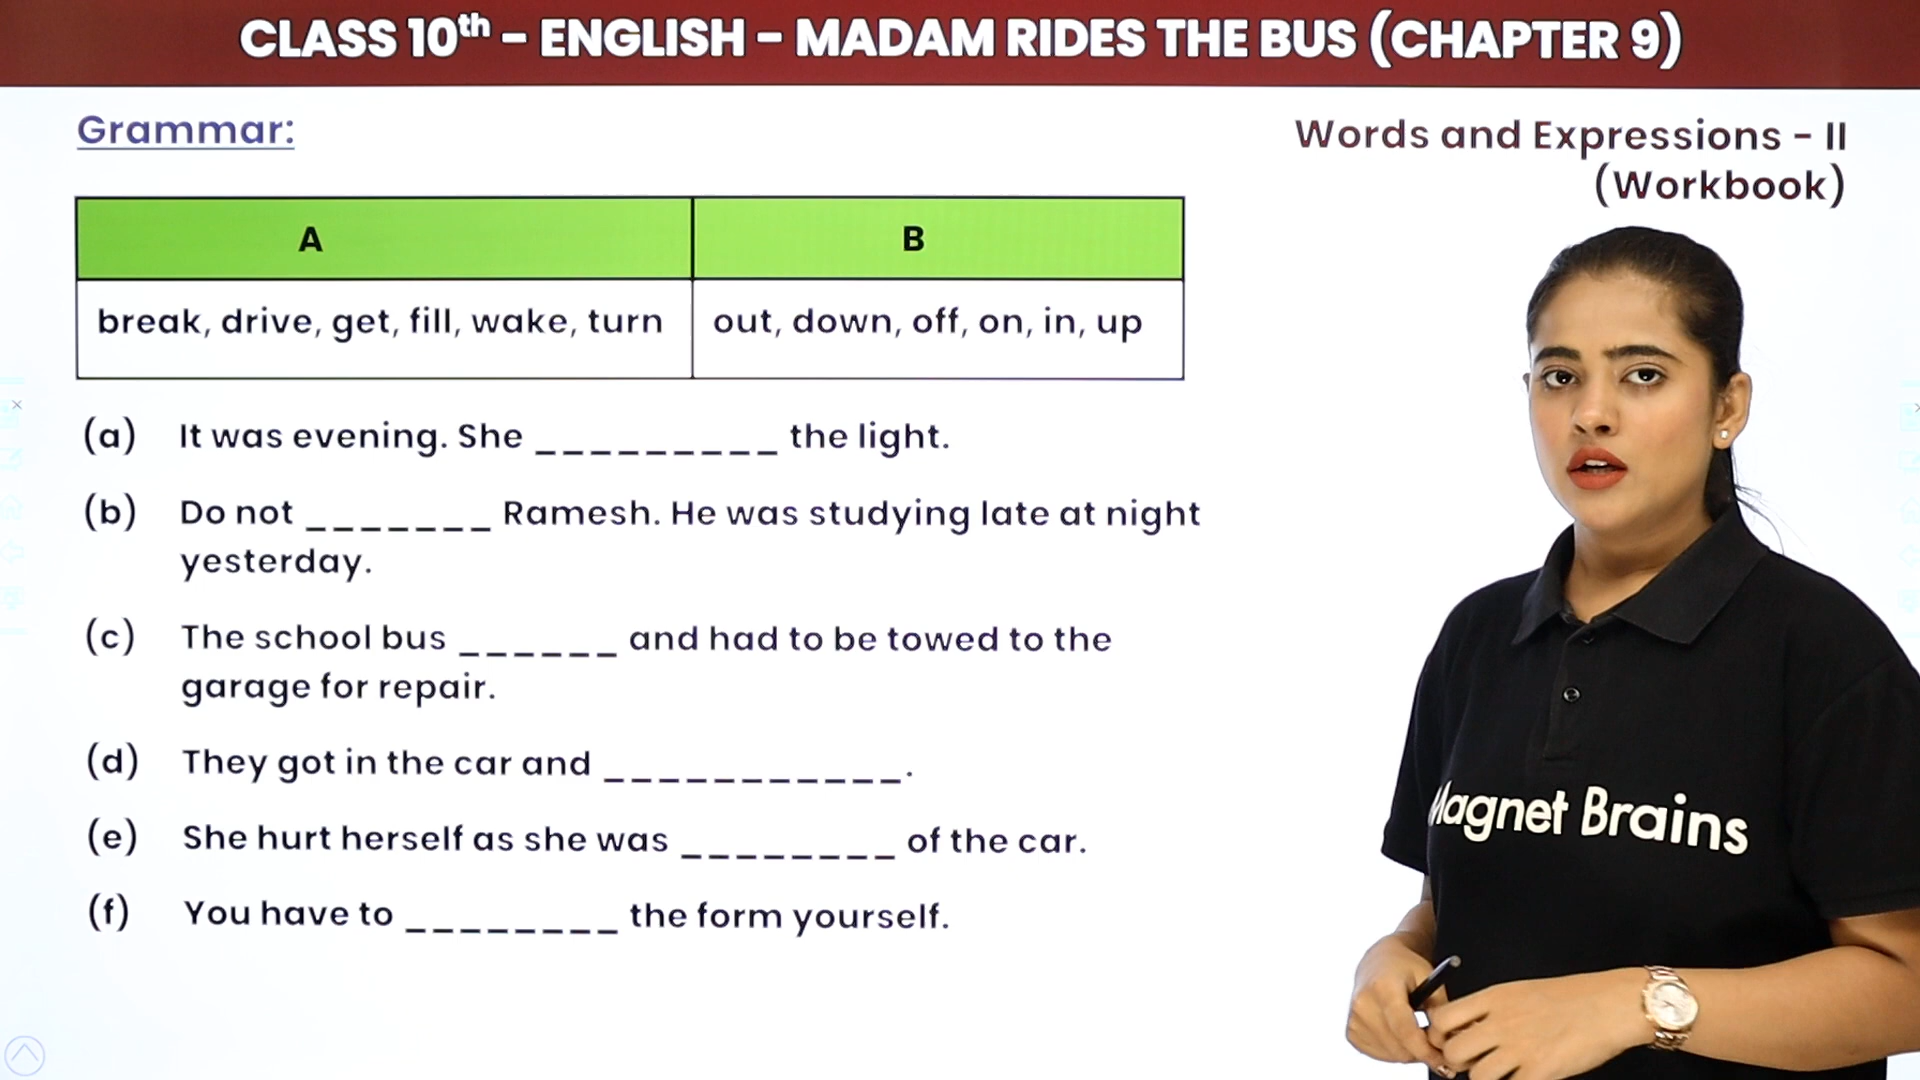 CLASS 10th - ENGLISH - MADAM RIDES THE BUS (CHAPTER 9)
Grammar:
Words and Expressions - II
(Workbook)
A B
break, drive, get, fill, wake, turn out, down, off, on, in, up
(a) It was evening. She _________ the light.
(b) Do not _______ Ramesh. He was studying late at night
yesterday.
(c) The school bus ______ and had to be towed to the
garage for repair.
(d) They got in the car and ___________.
(e) She hurt herself as she was ________ of the car.
(f) You have to ________ the form yourself.
Magnet Brains